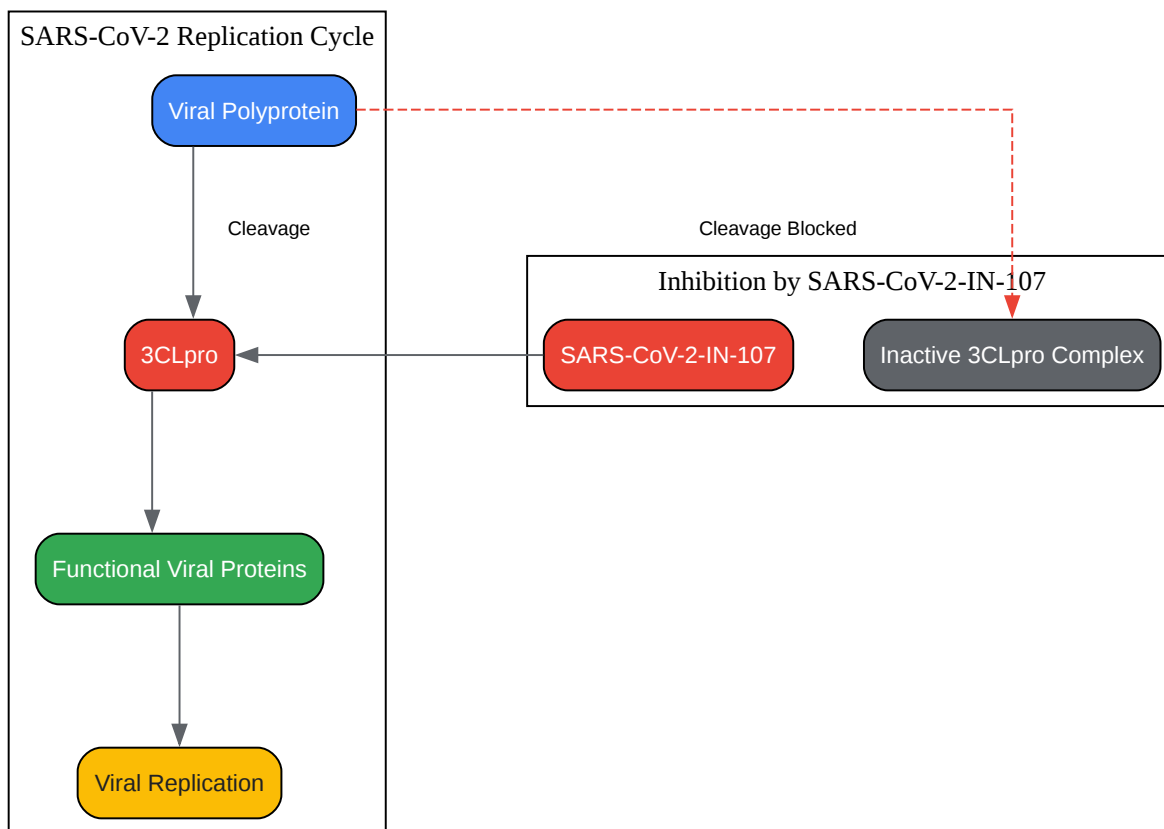 SARS-CoV-2 Replication Cycle
Viral Polyprotein
Cleavage
Cleavage Blocked
Inhibition by SARS-CoV-2-IN-107
3CLpro
SARS-CoV-2-IN-107
Inactive 3CLpro Complex
Functional Viral Proteins
Viral Replication